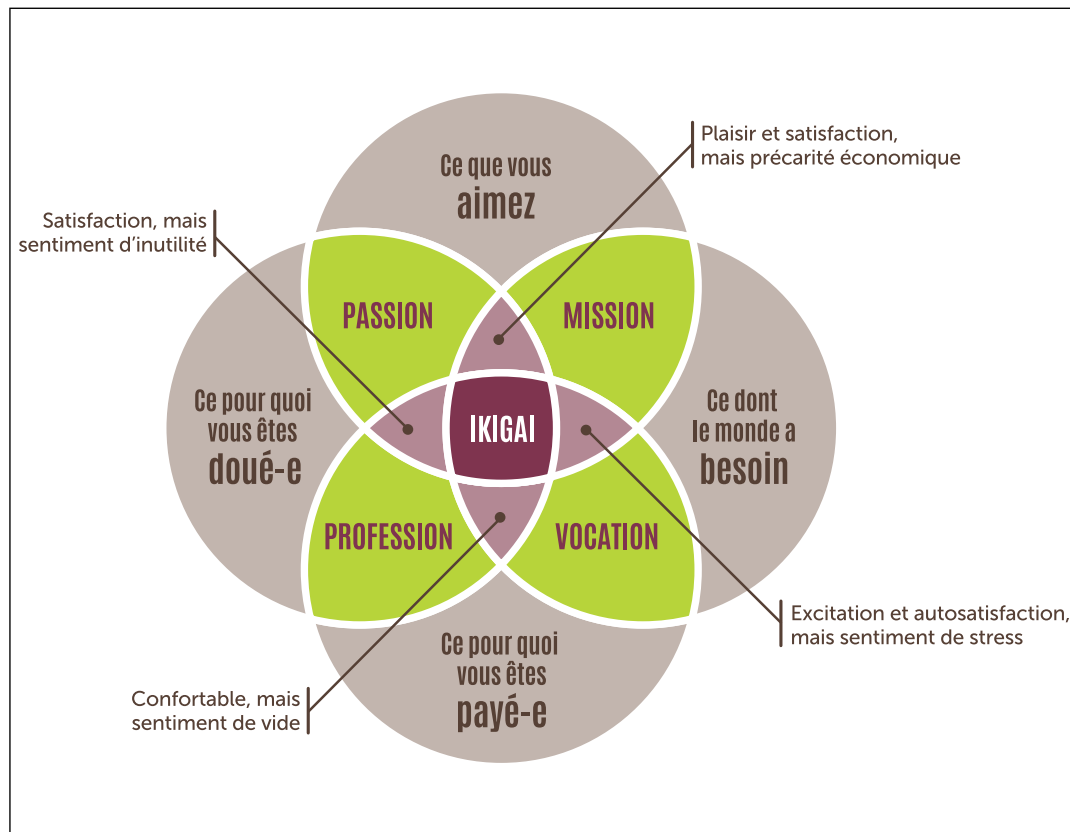 Plaisir et satisfaction,
mais précarité économique
Ce que vous
aimez
Satisfaction, mais
sentiment d’inutilité
PASSION
MISSION
Ce pour quoi
vous êtes
doué-e
IKIGAI
Ce dont
le monde a
besoin
PROFESSION
VOCATION
Excitation et autosatisfaction,
mais sentiment de stress
Ce pour quoi
vous êtes
payé-e
Confortable, mais
sentiment de vide